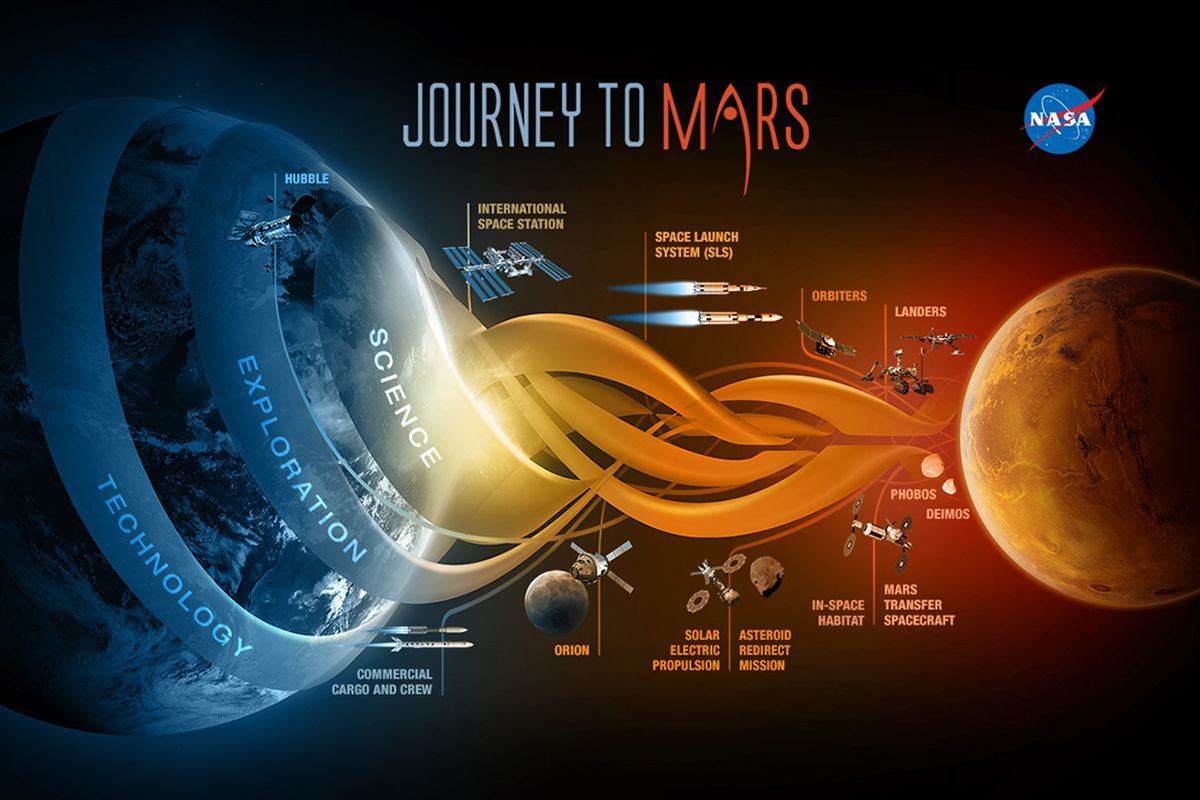 JOURNEY TO MARS
NASA
HUBBLE
INTERNATIONAL
SPACE STATION
SPACE LAUNCH
SYSTEM (SLS)
ORBITERS
LANDERS
SCIENCE
EXPLORATION
TECHNOLOGY
PHOBOS
DEIMOS
COMMERCIAL
CARGO AND CREW
ORION
SOLAR
ELECTRIC
PROPULSION
ASTEROID
REDIRECT
MISSION
IN-SPACE
HABITAT
MARS
TRANSFER
SPACECRAFT